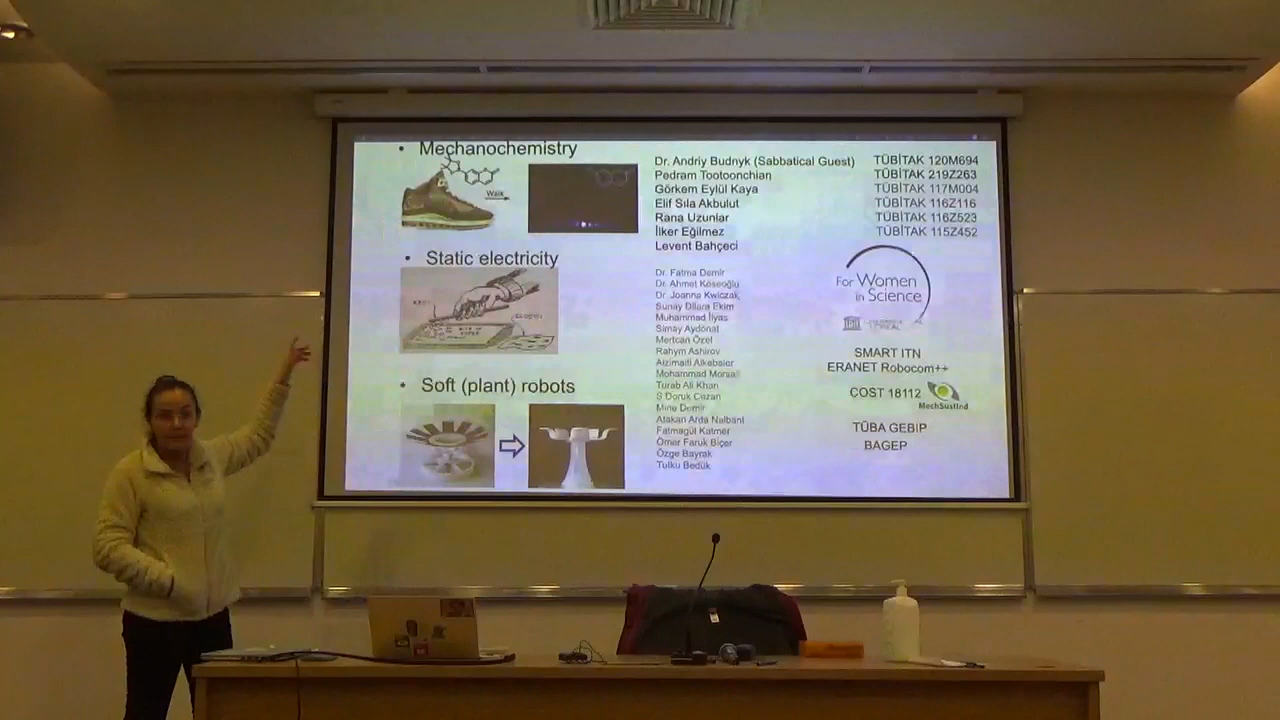 • Mechanochemistry
Walk
• Static electricity
• Soft (plant) robots
Dr. Andriy Budnyk (Sabbatical Guest)
Pedram Tootoonchian
Görkem Eylül Kaya
Elif Sıla Akbulut
Rana Uzunlar
İlker Eğilmez
Levent Bahçeci
Dr. Fatma Demir
Dr. Ahmet Köseoğlu
Dr. Joanna Kwiczak
Sunay Dilara Ekim
Muhammad İlyas
Simay Aydonat
Mertcan Özel
Rahym Ashirov
Mohammad Morsali
Turab Ali Khan
S Doruk Cezan
Mine Demir
Atakan Arda Nalbant
Fatmagül Katmer
Ömer Faruk Biçer
Özge Bayrak
Tutku Bedük
TÜBİTAK 120M694
TÜBİTAK 219Z263
TÜBİTAK 117M004
TÜBİTAK 116Z116
TÜBİTAK 116Z523
TÜBİTAK 115Z452
For Women
in Science
SMART ITN
ERANET Robocom++
COST 18112
MechSustInd
TÜBA GEBİP
BAGEP